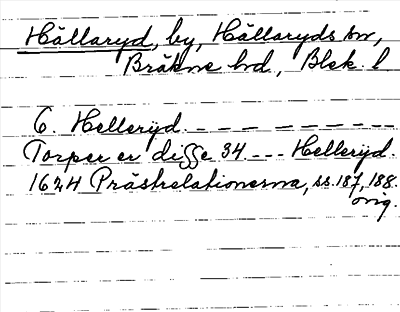 Hällaryd, by, Hällaryds sn,
Bräkne hd., Blek. l
6. Helleryd. — — — — — — — —
Torper er disse 34 --- Helleryd.
1624 Prästrelationerna, ss. 187, 188.
orig.